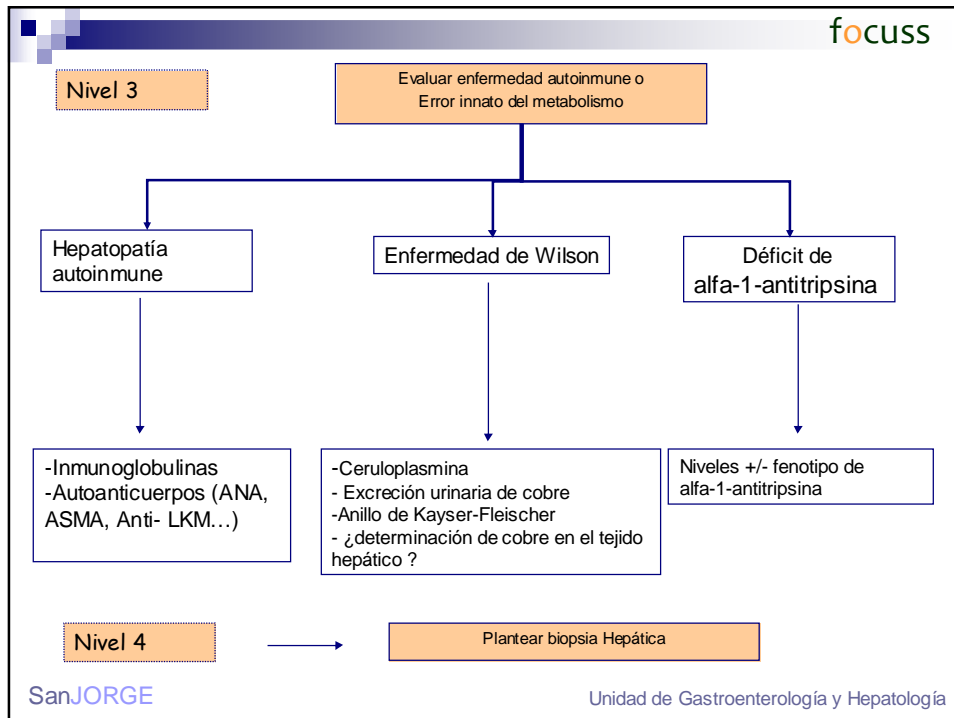 focuss
Nivel 3
Evaluar enfermedad autoinmune o
Error innato del metabolismo
Hepatopatía
autoinmune
Enfermedad de Wilson
Déficit de
alfa-1-antitripsina
-Inmunoglobulinas
-Autoanticuerpos (ANA,
ASMA, Anti- LKM…)
-Ceruloplasmina
- Excreción urinaria de cobre
-Anillo de Kayser-Fleischer
- ¿determinación de cobre en el tejido
hepático ?
Niveles +/- fenotipo de
alfa-1-antitripsina
Nivel 4
Plantear biopsia Hepática
SanJORGE
Unidad de Gastroenterología y Hepatología